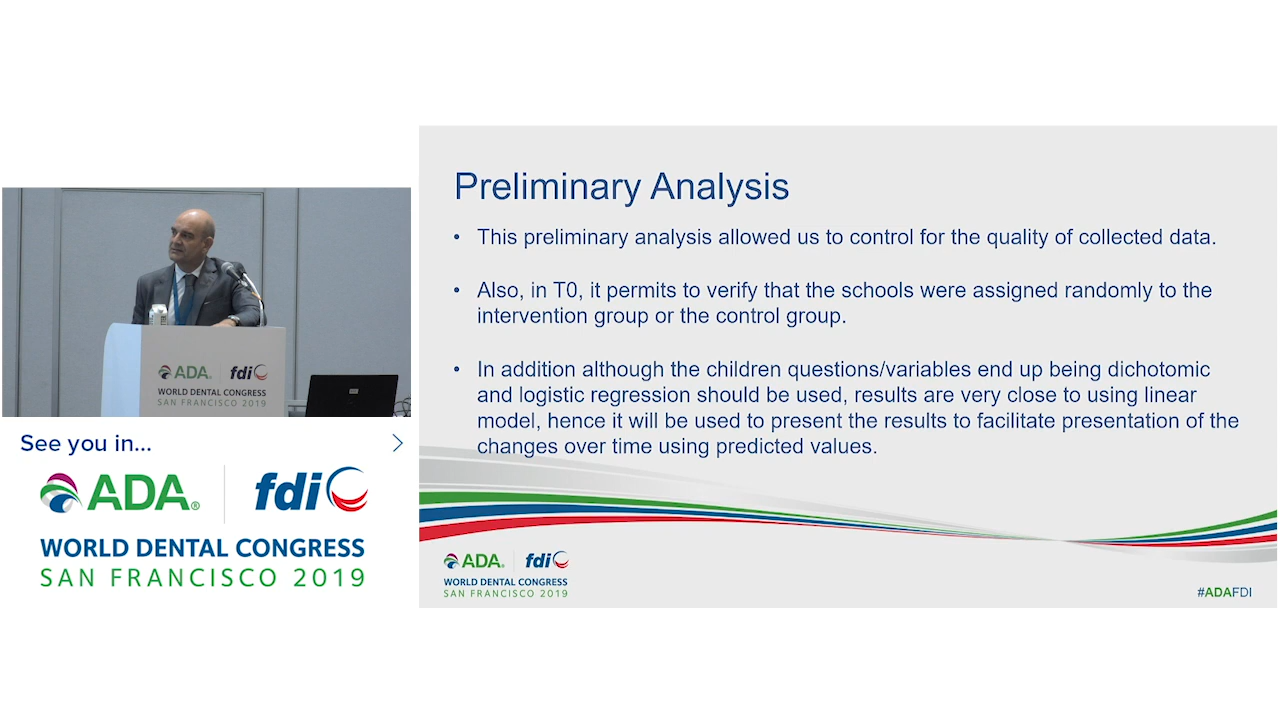 ADA fdi
WORLD DENTAL CONGRESS
SAN FRANCISCO 2019
See you in...
ADA® fdi
WORLD DENTAL CONGRESS
SAN FRANCISCO 2019
Preliminary Analysis
• This preliminary analysis allowed us to control for the quality of collected data.
• Also, in T0, it permits to verify that the schools were assigned randomly to the
intervention group or the control group.
• In addition although the children questions/variables end up being dichotomic
and logistic regression should be used, results are very close to using linear
model, hence it will be used to present the results to facilitate presentation of the
changes over time using predicted values.
ADA. fdi
WORLD DENTAL CONGRESS
SAN FRANCISCO 2019
#ADAFDI